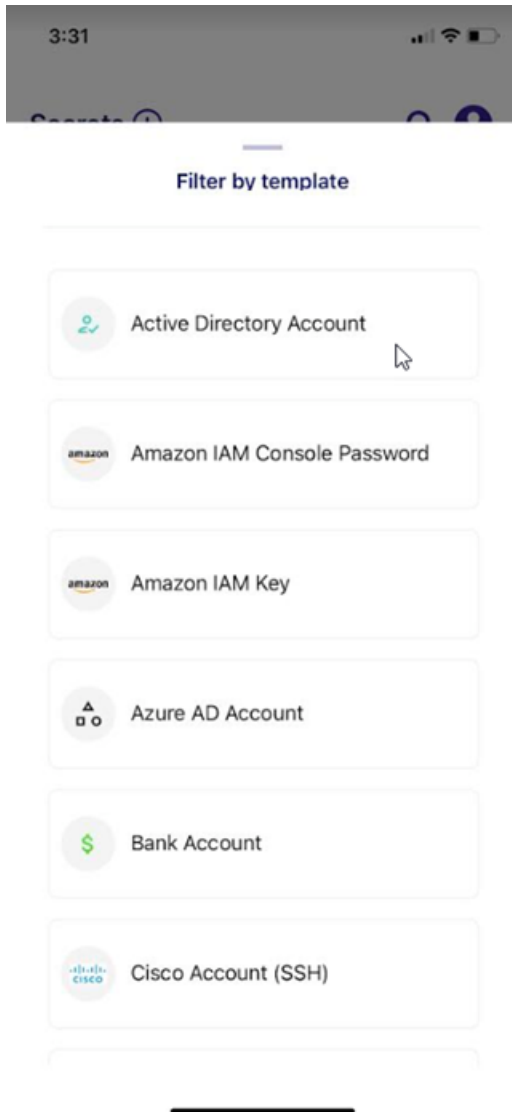 3:31
Secrets
Filter by template
Active Directory Account
amazon
Amazon IAM Console Password
amazon
Amazon IAM Key
Azure AD Account
$
Bank Account
cisco
Cisco Account (SSH)